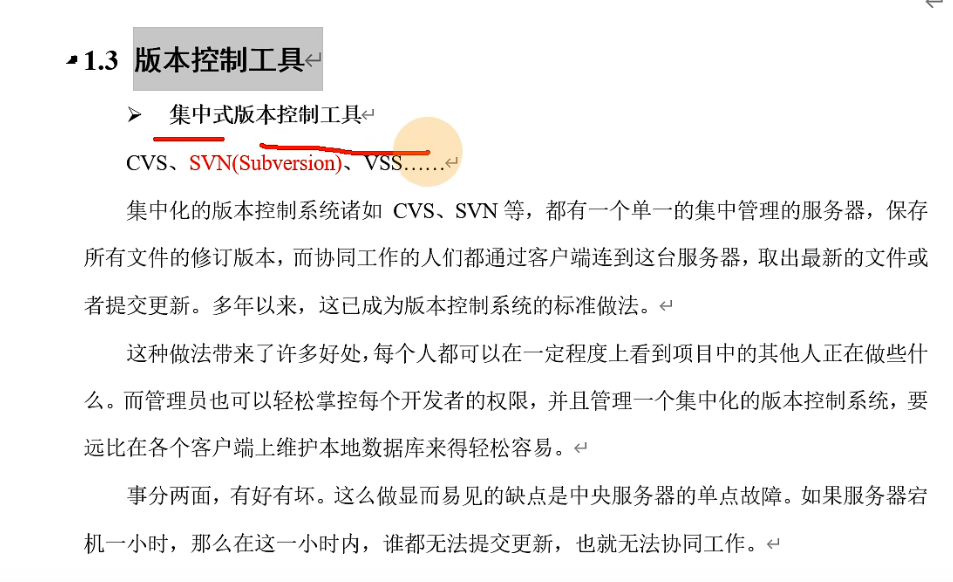 1.3 版本控制工具
集中式版本控制工具
CVS、SVN(Subversion)、VSS……
集中化的版本控制系统诸如 CVS、SVN 等，都有一个单一的集中管理的服务器，保存
所有文件的修订版本，而协同工作的人们都通过客户端连到这台服务器，取出最新的文件或
者提交更新。多年以来，这已成为版本控制系统的标准做法。
这种做法带来了许多好处，每个人都可以在一定程度上看到项目中的其他人正在做些什
么。而管理员也可以轻松掌控每个开发者的权限，并且管理一个集中化的版本控制系统，要
远比在各个客户端上维护本地数据库来得轻松容易。
事分两面，有好有坏。这么做显而易见的缺点是中央服务器的单点故障。如果服务器宕
机一小时，那么在这一小时内，谁都无法提交更新，也就无法协同工作。